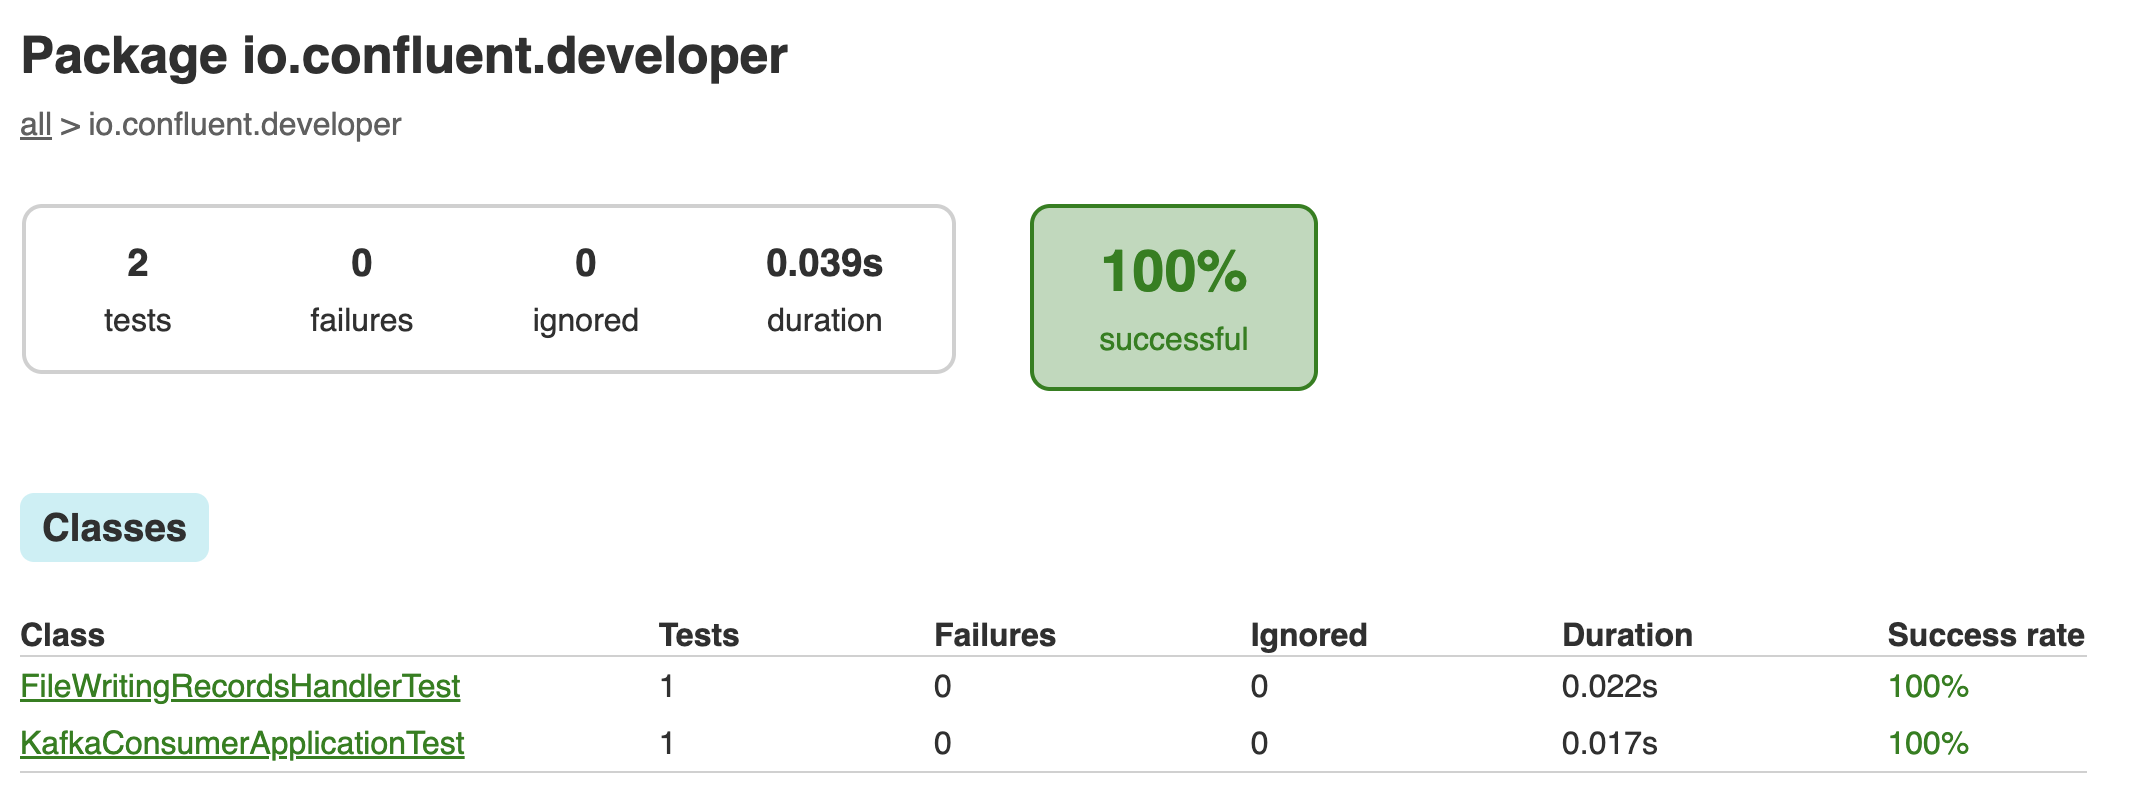 Package io.confluent.developer
all > io.confluent.developer
2 0 0 0.039s
tests failures ignored duration
100%
successful
Classes
Class Tests Failures Ignored Duration Success rate
FileWritingRecordsHandlerTest 1 0 0 0.022s 100%
KafkaConsumerApplicationTest 1 0 0 0.017s 100%